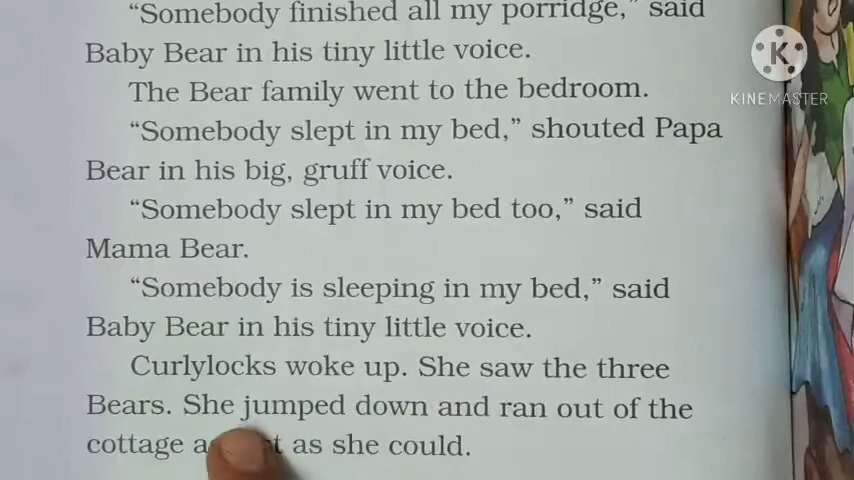 “Somebody finished all my porridge,” said
Baby Bear in his tiny little voice.
The Bear family went to the bedroom.
“Somebody slept in my bed,” shouted Papa
Bear in his big, gruff voice.
“Somebody slept in my bed too,” said
Mama Bear.
“Somebody is sleeping in my bed,” said
Baby Bear in his tiny little voice.
Curlylocks woke up. She saw the three
Bears. She jumped down and ran out of the
cottage as she could.
K
KINEMASTER